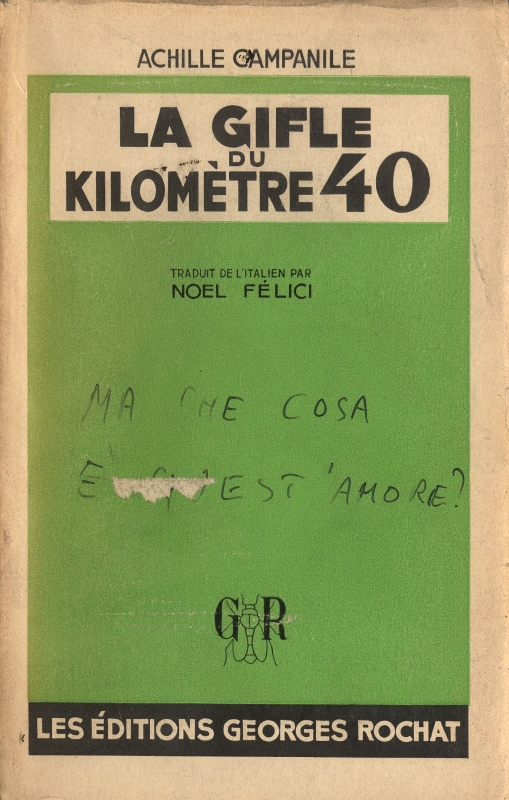 ACHILLE CAMPANILE
LA GIFLE
DU
KILOMÈTRE 40
TRADUIT DE L'ITALIEN PAR
NOEL FÉLICI
MA CHE COSA
E' QUEST'AMORE?
GR
LES ÉDITIONS GEORGES ROCHAT